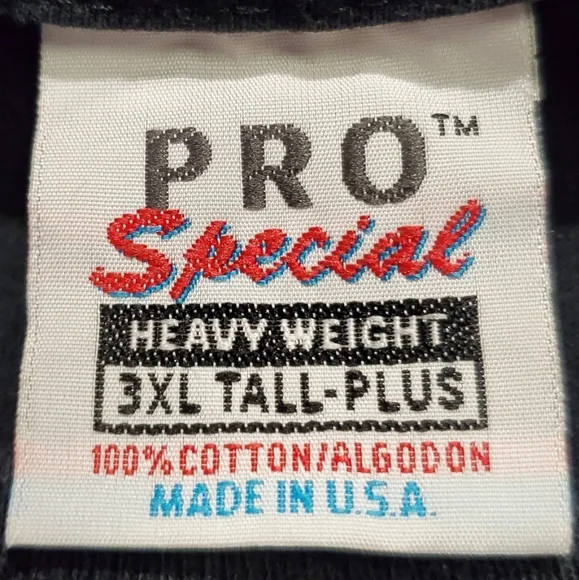 PRO™
Special
HEAVY WEIGHT
3XL TALL-PLUS
100% COTTON/ALGODON
MADE IN U.S.A.